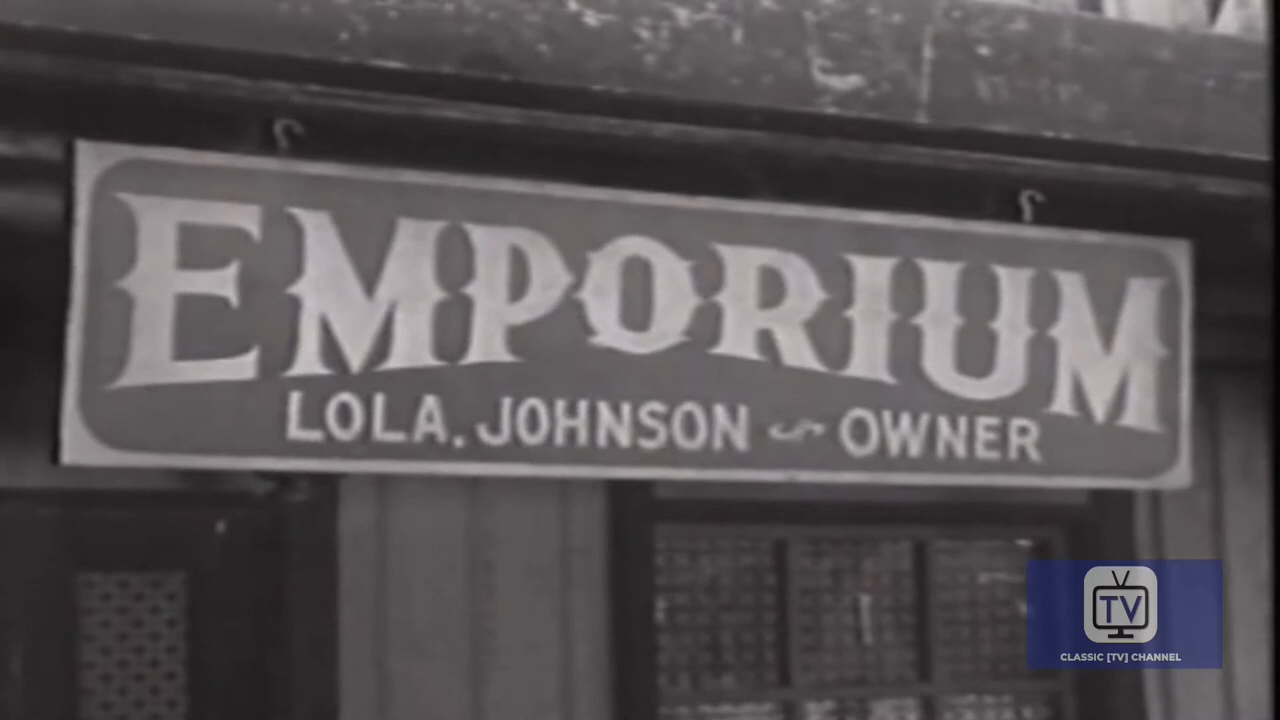 EMPORIUM
LOLA. JOHNSON ~ OWNER
TV
CLASSIC [TV] CHANNEL